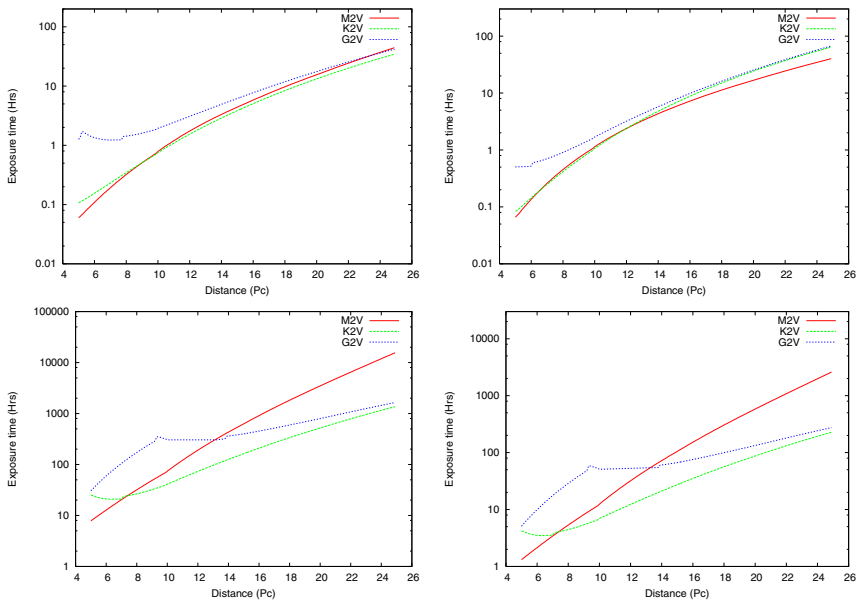 M2V
K2V
G2V
100
10
1
0.1
0.01
4 6 8 10 12 14 16 18 20 22 24 26
Exposure time (Hrs)
Distance (Pc)
M2V
K2V
G2V
100
10
1
0.1
0.01
4 6 8 10 12 14 16 18 20 22 24 26
Exposure time (Hrs)
Distance (Pc)
M2V
K2V
G2V
100000
10000
1000
100
10
1
4 6 8 10 12 14 16 18 20 22 24 26
Exposure time (Hrs)
Distance (Pc)
M2V
K2V
G2V
10000
1000
100
10
1
4 6 8 10 12 14 16 18 20 22 24 26
Exposure time (Hrs)
Distance (Pc)